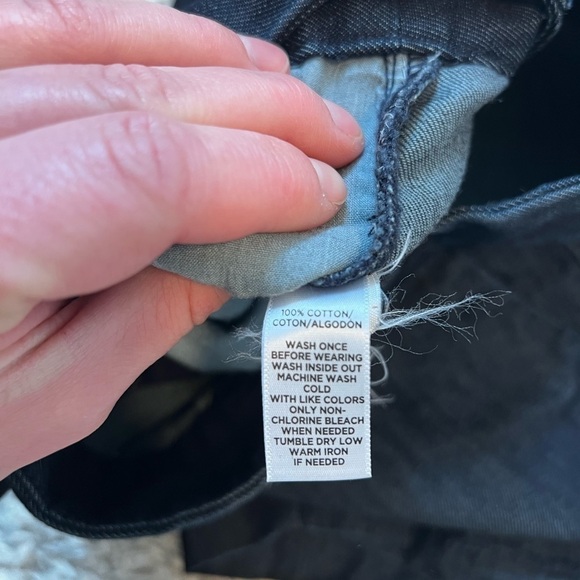 100% COTTON/
COTON/ALGODÓN
WASH ONCE
BEFORE WEARING
WASH INSIDE OUT
MACHINE WASH
COLD
WITH LIKE COLORS
ONLY NON-
CHLORINE BLEACH
WHEN NEEDED
TUMBLE DRY LOW
WARM IRON
IF NEEDED